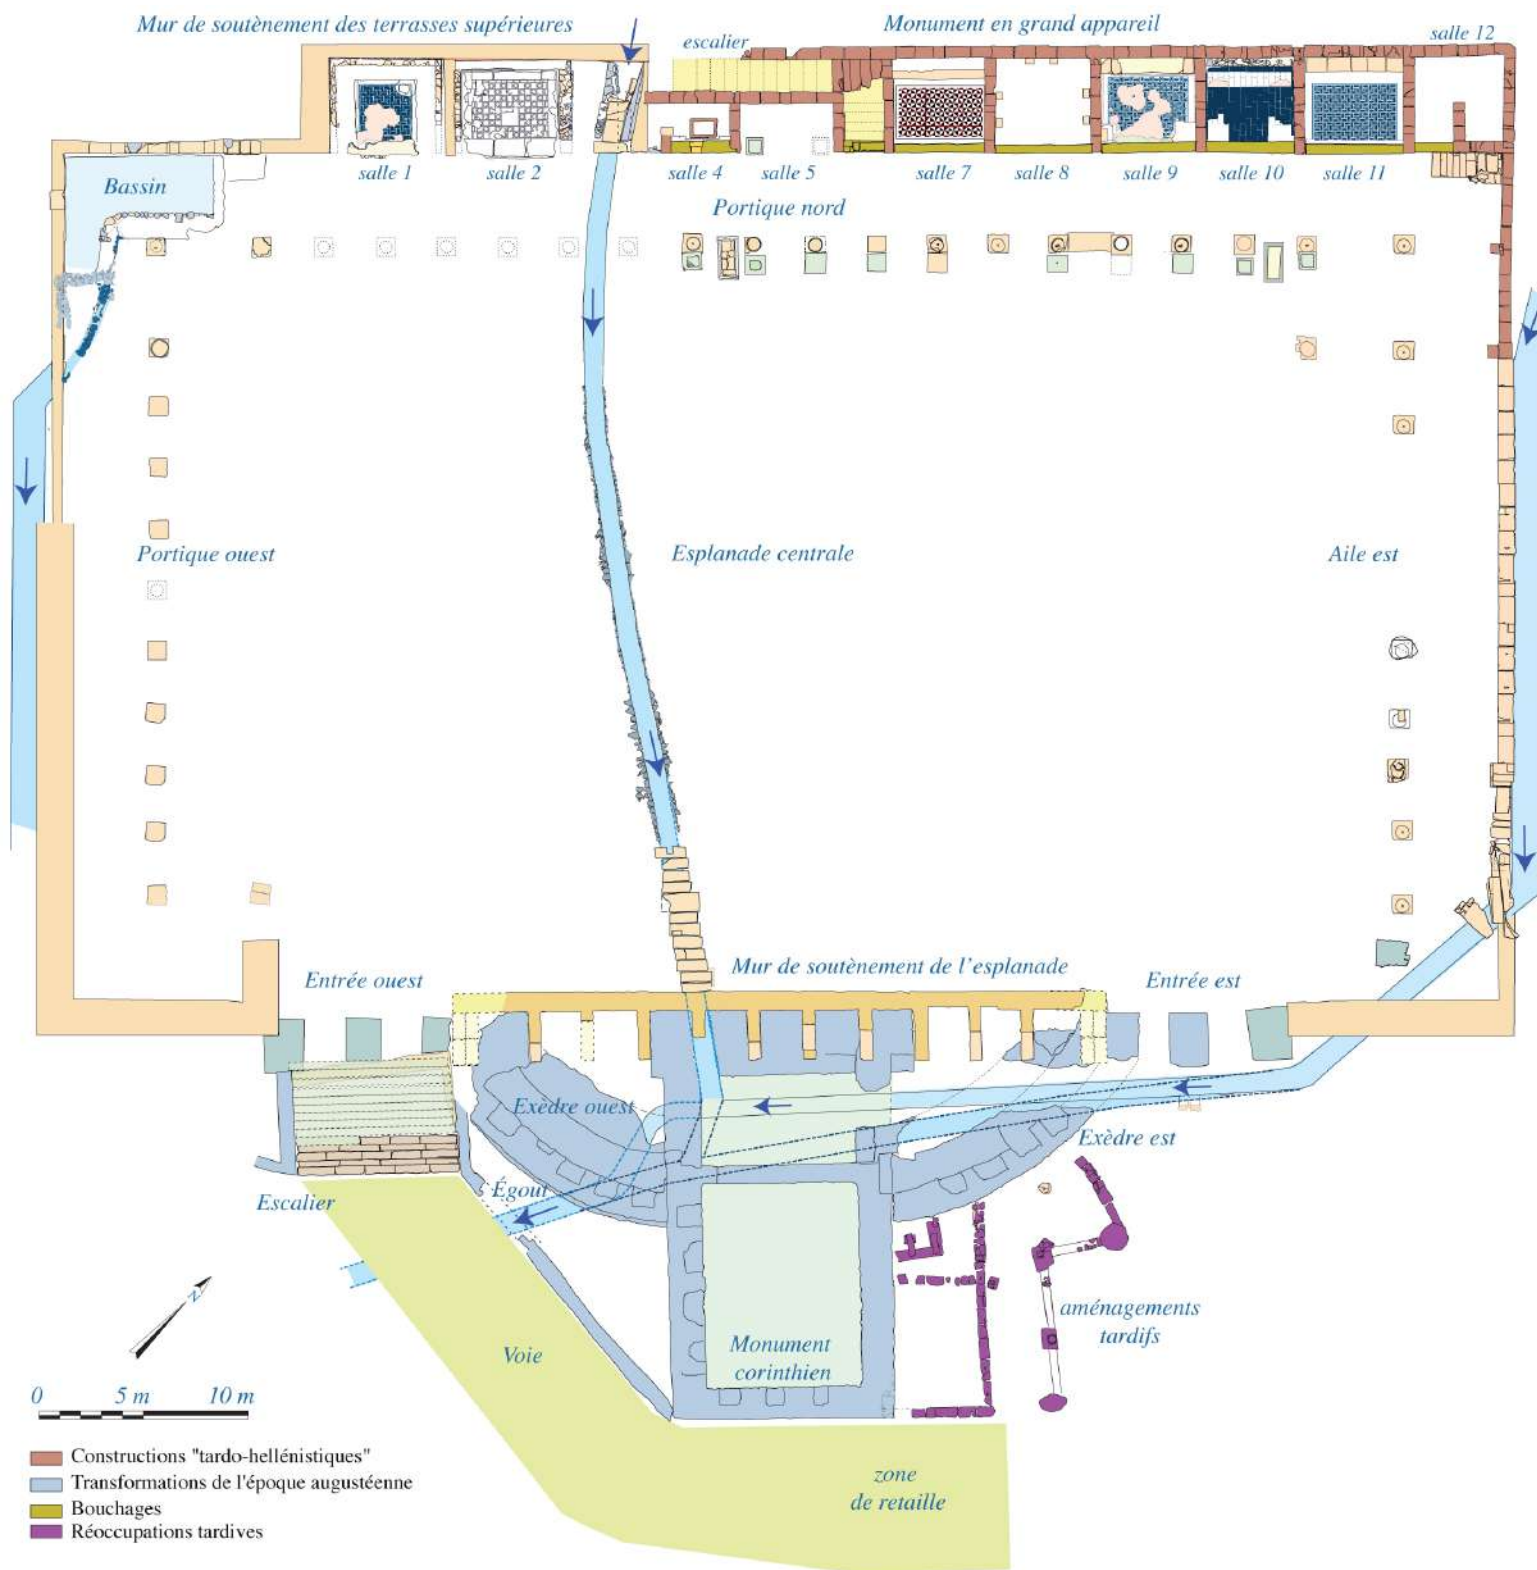 Mur de soutènement des terrasses supérieures
Monument en grand appareil
escalier
salle 12
Bassin
salle 1
salle 2
salle 4
salle 5
salle 7
salle 8
salle 9
salle 10
salle 11
Portique nord
Portique ouest
Esplanade centrale
Aile est
Entrée ouest
Mur de soutènement de l'esplanade
Entrée est
Exèdre ouest
Exèdre est
Escalier
Égout
N
aménagements
tardifs
Voie
Monument
corinthien
0 5 m 10 m
zone
de retaille
Constructions "tardo-hellénistiques"
Transformations de l'époque augustéenne
Bouchages
Réoccupations tardives